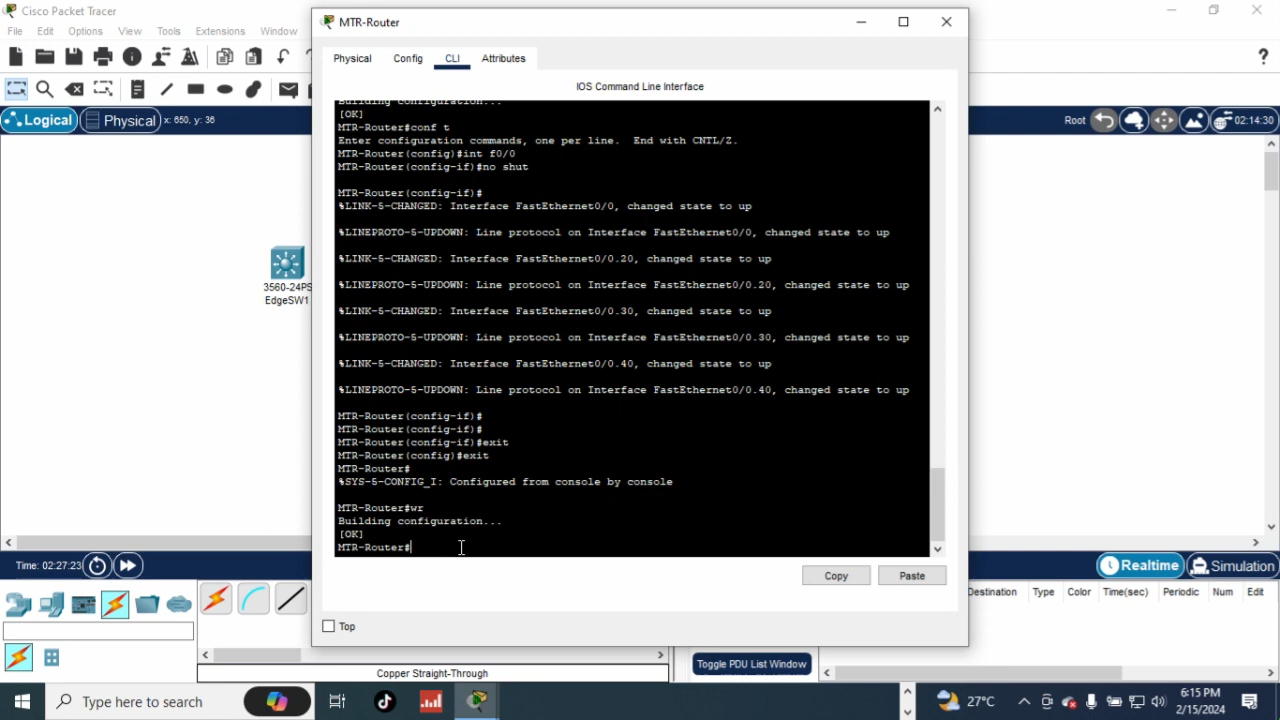 Cisco Packet Tracer
File Edit Options View Tools Extensions Window
Logical
Physical
x: 650, y: 36
Root
02:14:30
3560-24PS
EdgeSW1
MTR-Router
Physical Config CLI Attributes
IOS Command Line Interface
Building configuration...
[OK]
MTR-Router#conf t
Enter configuration commands, one per line.  End with CNTL/Z.
MTR-Router(config)#int f0/0
MTR-Router(config-if)#no shut
MTR-Router(config-if)#
%LINK-5-CHANGED: Interface FastEthernet0/0, changed state to up
%LINEPROTO-5-UPDOWN: Line protocol on Interface FastEthernet0/0, changed state to up
%LINK-5-CHANGED: Interface FastEthernet0/0.20, changed state to up
%LINEPROTO-5-UPDOWN: Line protocol on Interface FastEthernet0/0.20, changed state to up
%LINK-5-CHANGED: Interface FastEthernet0/0.30, changed state to up
%LINEPROTO-5-UPDOWN: Line protocol on Interface FastEthernet0/0.30, changed state to up
%LINK-5-CHANGED: Interface FastEthernet0/0.40, changed state to up
%LINEPROTO-5-UPDOWN: Line protocol on Interface FastEthernet0/0.40, changed state to up
MTR-Router(config-if)#
MTR-Router(config-if)#
MTR-Router(config-if)#exit
MTR-Router(config)#exit
MTR-Router#
%SYS-5-CONFIG_I: Configured from console by console
MTR-Router#wr
Building configuration...
[OK]
MTR-Router#
Copy Paste
Top
Time: 02:27:23
Realtime
Simulation
Destination Type Color Time(sec) Periodic Num Edit
Toggle PDU List Window
Copper Straight-Through
Type here to search
27°C
6:15 PM
2/15/2024